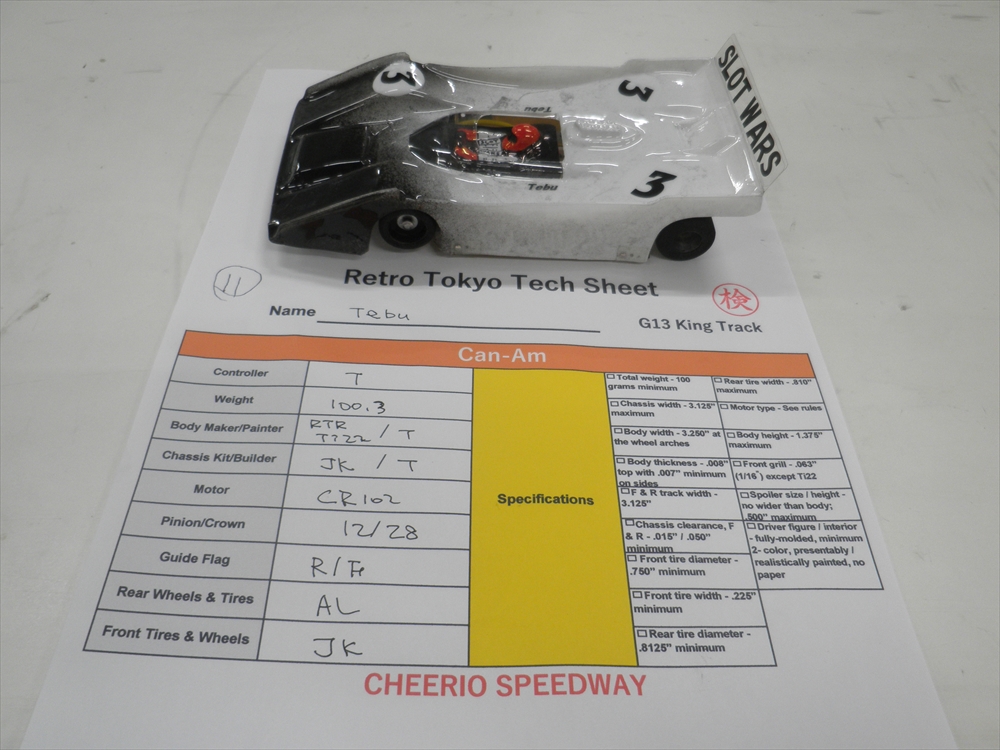 SLOT WARS
3
3
3
Tebu
Tebu
11
Retro Tokyo Tech Sheet
検
Name Tebu
G13 King Track
Can-Am
Controller T
Weight 100.3
Body Maker/Painter RTR Ti22 / T
Chassis Kit/Builder JK / T
Motor CR102
Pinion/Crown 12/28
Guide Flag
Rear Wheels & Tires AL
Front Tires & Wheels JK
Specifications
Total weight - 100
grams minimum
Chassis width - 3.125"
maximum
Body width - 3.250" at
the wheel arches
Body thickness - .008"
top with .007" minimum
on sides
F & R track width -
3.125"
Chassis clearance, F
& R - .015" / .050"
minimum
Front tire diameter -
.750" minimum
Front tire width - .225"
minimum
Rear tire diameter -
.8125" minimum
Rear tire width - .810"
maximum
Motor type - See rules
Body height - 1.375"
maximum
Front grill - .063"
(1/16") except Ti22
Spoiler size / height -
no wider than body;
.500" maximum
Driver figure / interior
- fully-molded, minimum
2- color, presentably /
realistically painted, no
paper
CHEERIO SPEEDWAY